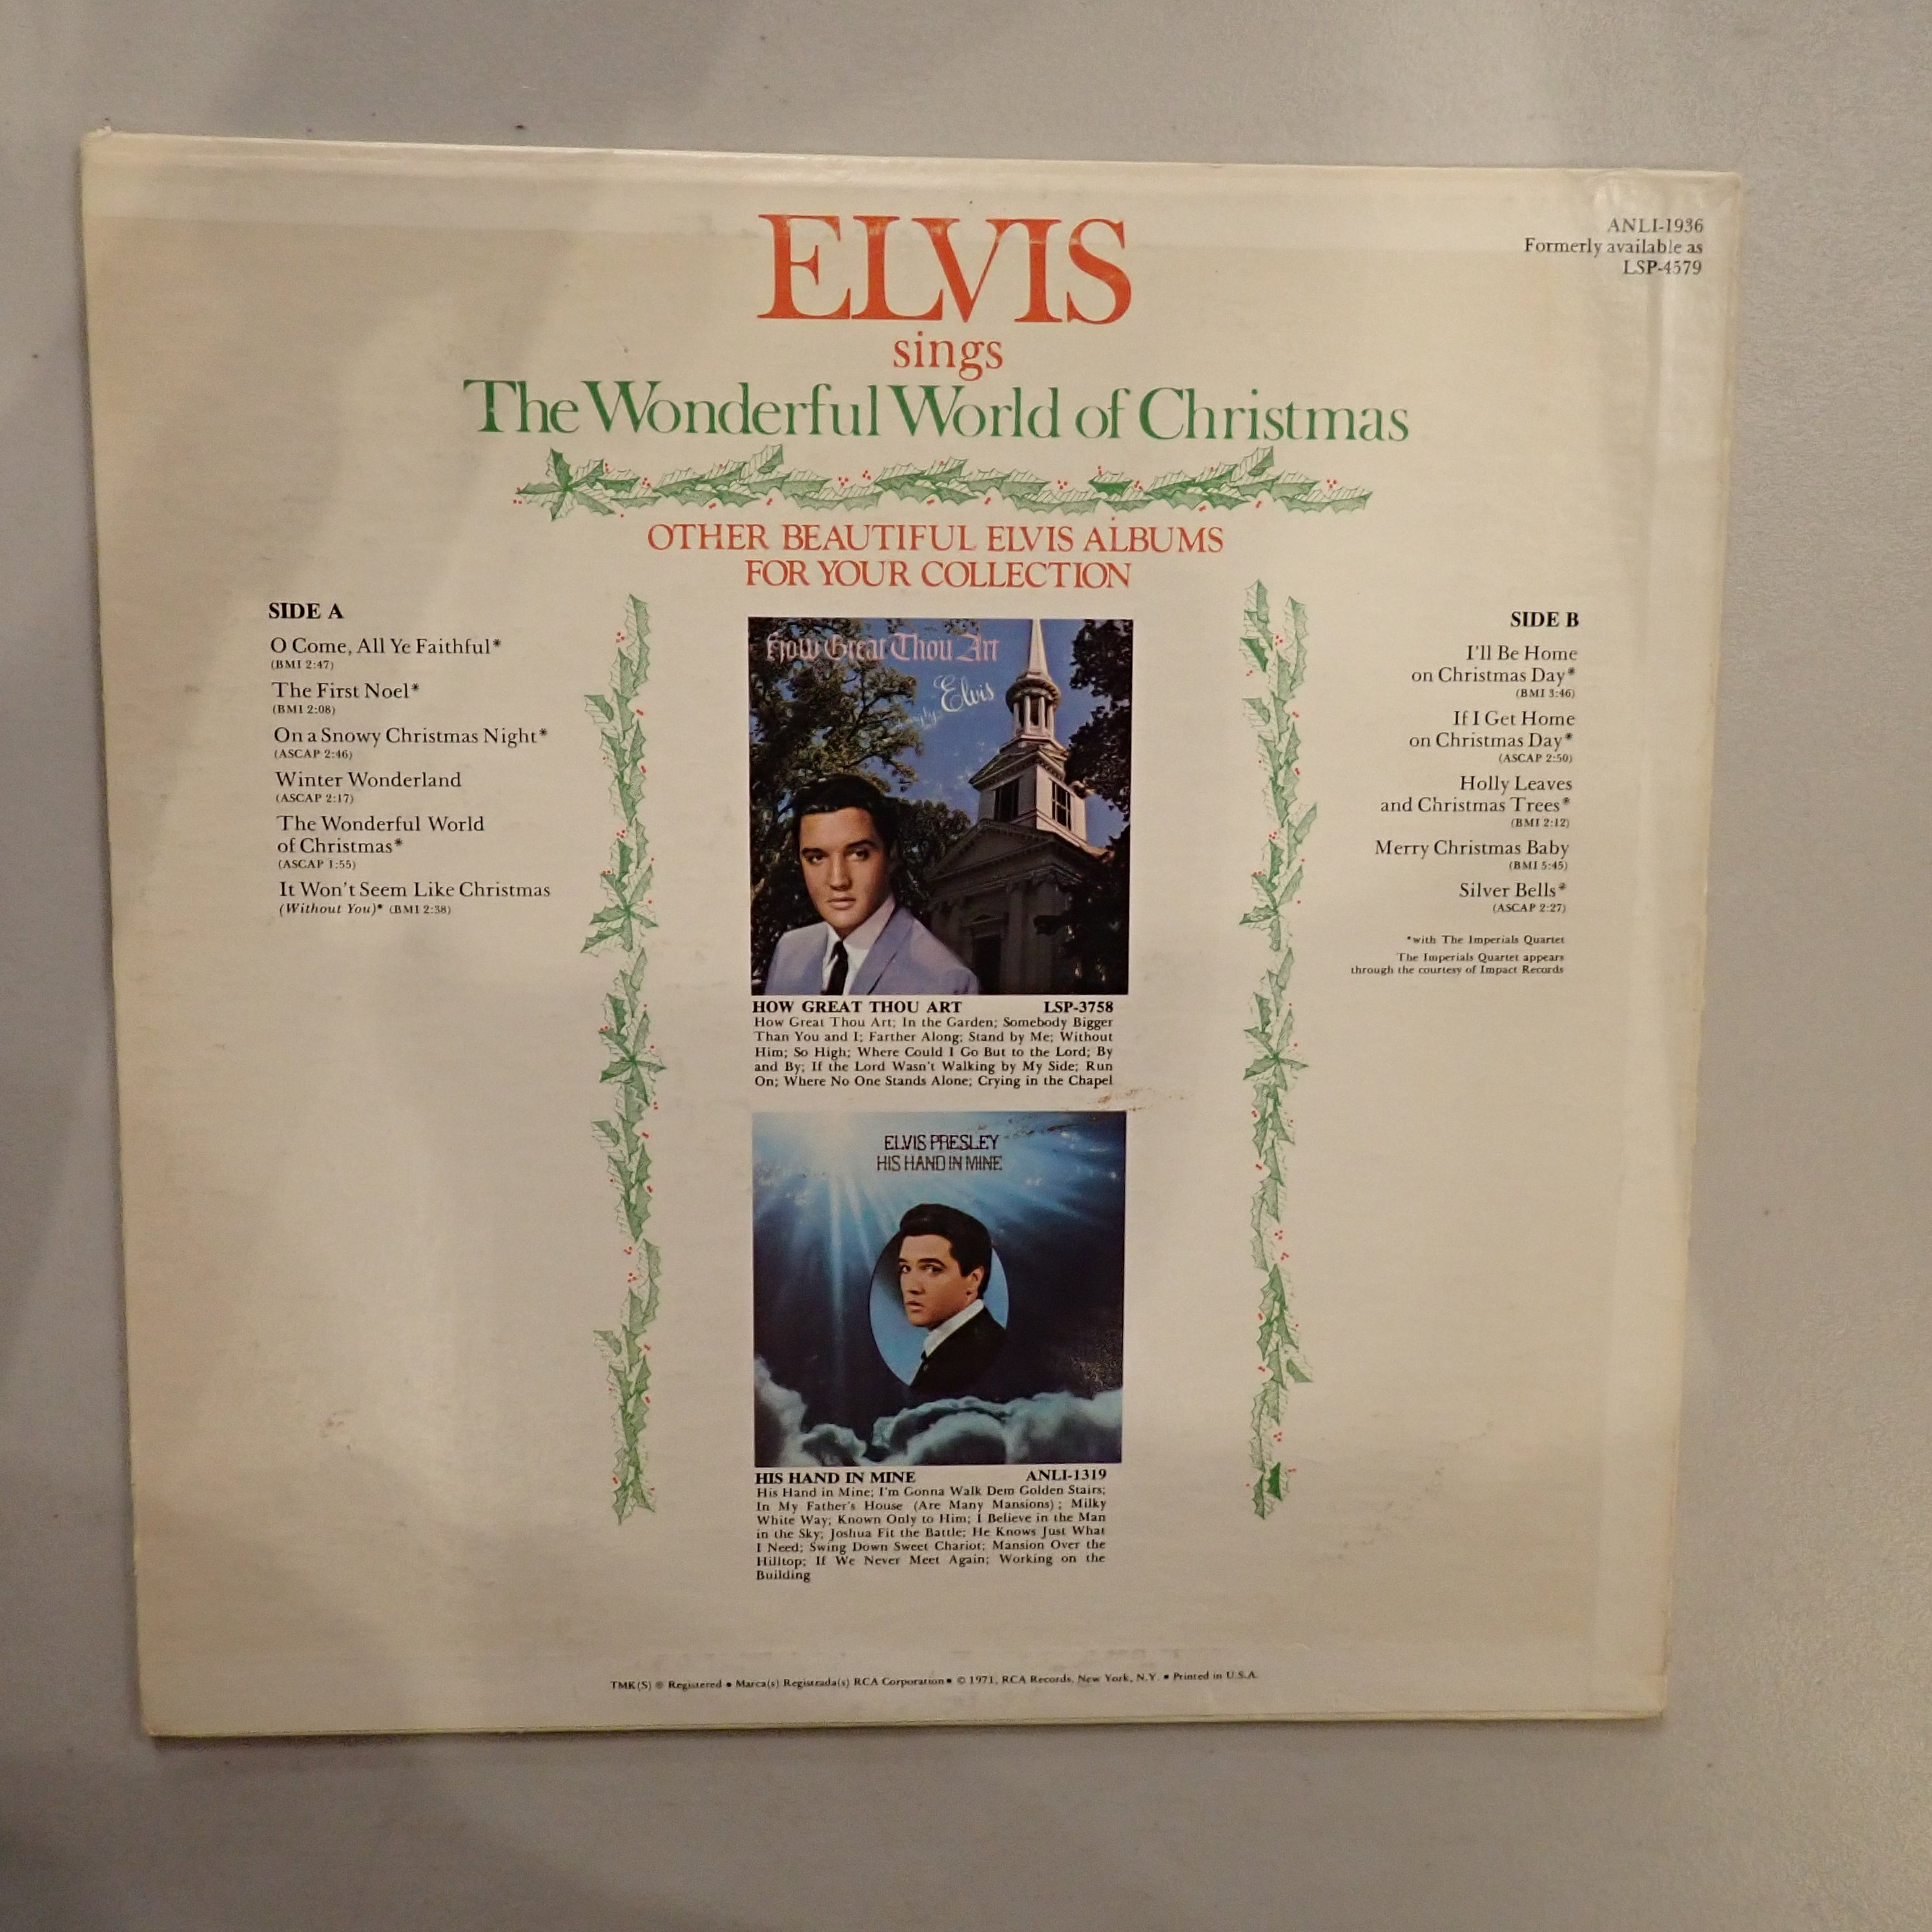 ANLI-1936
Formerly available as
LSP-4579
ELVIS
sings
The Wonderful World of Christmas
OTHER BEAUTIFUL ELVIS ALBUMS
FOR YOUR COLLECTION
SIDE A
O Come, All Ye Faithful*
(BMI 2:47)
The First Noel*
(BMI 2:08)
On a Snowy Christmas Night*
(ASCAP 2:46)
Winter Wonderland
(ASCAP 2:17)
The Wonderful World
of Christmas*
(ASCAP 1:55)
It Won't Seem Like Christmas
(Without You)* (BMI 2:38)
How Great Thou Art
Elvis
HOW GREAT THOU ART LSP-3758
How Great Thou Art; In the Garden; Somebody Bigger
Than You and I; Farther Along; Stand by Me; Without
Him; So High; Where Could I Go But to the Lord; By
and By; If the Lord Wasn't Walking by My Side; Run
On; Where No One Stands Alone; Crying in the Chapel
ELVIS PRESLEY
HIS HAND IN MINE
HIS HAND IN MINE ANLI-1319
His Hand in Mine; I'm Gonna Walk Dem Golden Stairs;
In My Father's House (Are Many Mansions); Milky
White Way; Known Only to Him; I Believe in the Man
in the Sky; Joshua Fit the Battle; He Knows Just What
I Need; Swing Down Sweet Chariot; Mansion Over the
Hilltop; If We Never Meet Again; Working on the
Building
SIDE B
I'll Be Home
on Christmas Day*
(BMI 3:46)
If I Get Home
on Christmas Day*
(ASCAP 2:50)
Holly Leaves
and Christmas Trees*
(BMI 2:12)
Merry Christmas Baby
(BMI 5:45)
Silver Bells*
(ASCAP 2:27)
*with The Imperials Quartet
The Imperials Quartet appears
through the courtesy of Impact Records
TMK(S) ® Registered • Marca(s) Registrada(s) RCA Corporation • © 1971, RCA Records, New York, N.Y. • Printed in U.S.A.